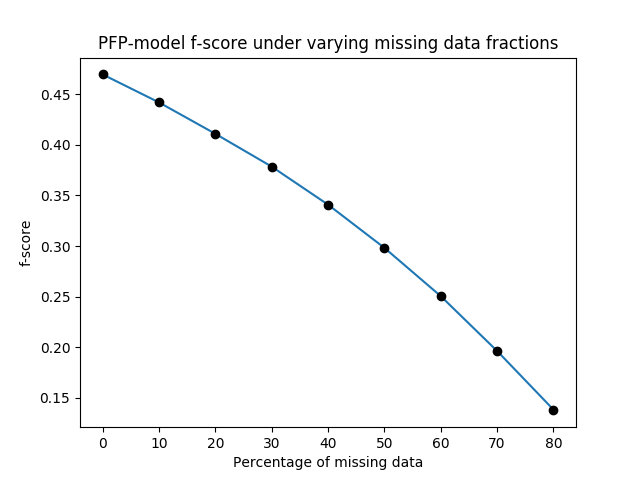 PFP-model f-score under varying missing data fractions
f-score
0.45
0.40
0.35
0.30
0.25
0.20
0.15
0 10 20 30 40 50 60 70 80
Percentage of missing data